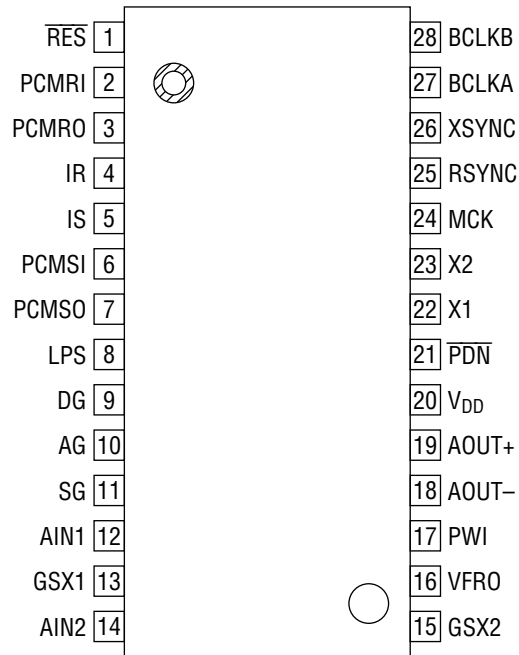 R̅E̅S̅ 1 28 BCLKB
PCMRI 2 27 BCLKA
PCMRO 3 26 XSYNC
IR 4 25 RSYNC
IS 5 24 MCK
PCMSI 6 23 X2
PCMSO 7 22 X1
LPS 8 21 P̅D̅N̅
DG 9 20 VDD
AG 10 19 AOUT+
SG 11 18 AOUT–
AIN1 12 17 PWI
GSX1 13 16 VFRO
AIN2 14 15 GSX2